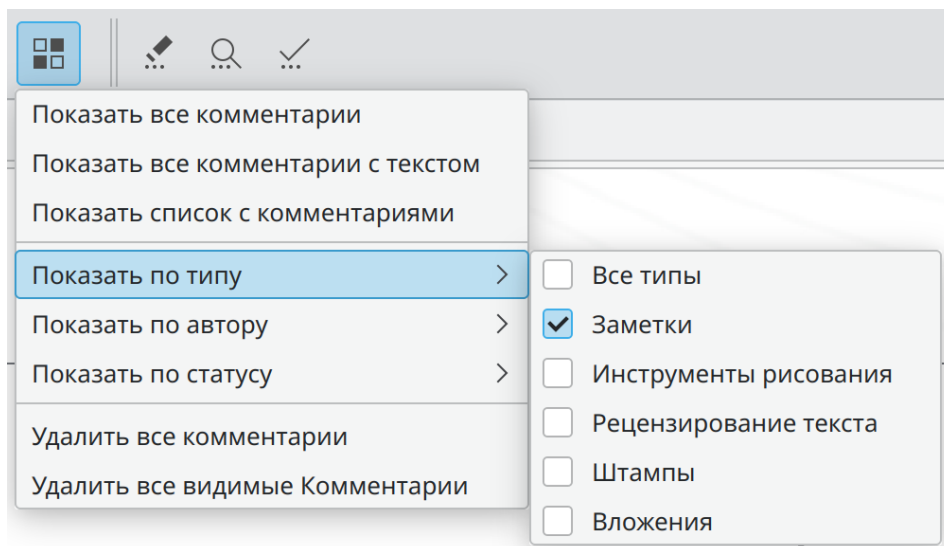 Показать все комментарии
Показать все комментарии с текстом
Показать список с комментариями
Показать по типу
Показать по автору
Показать по статусу
Удалить все комментарии
Удалить все видимые Комментарии
Все типы
Заметки
Инструменты рисования
Рецензирование текста
Штампы
Вложения